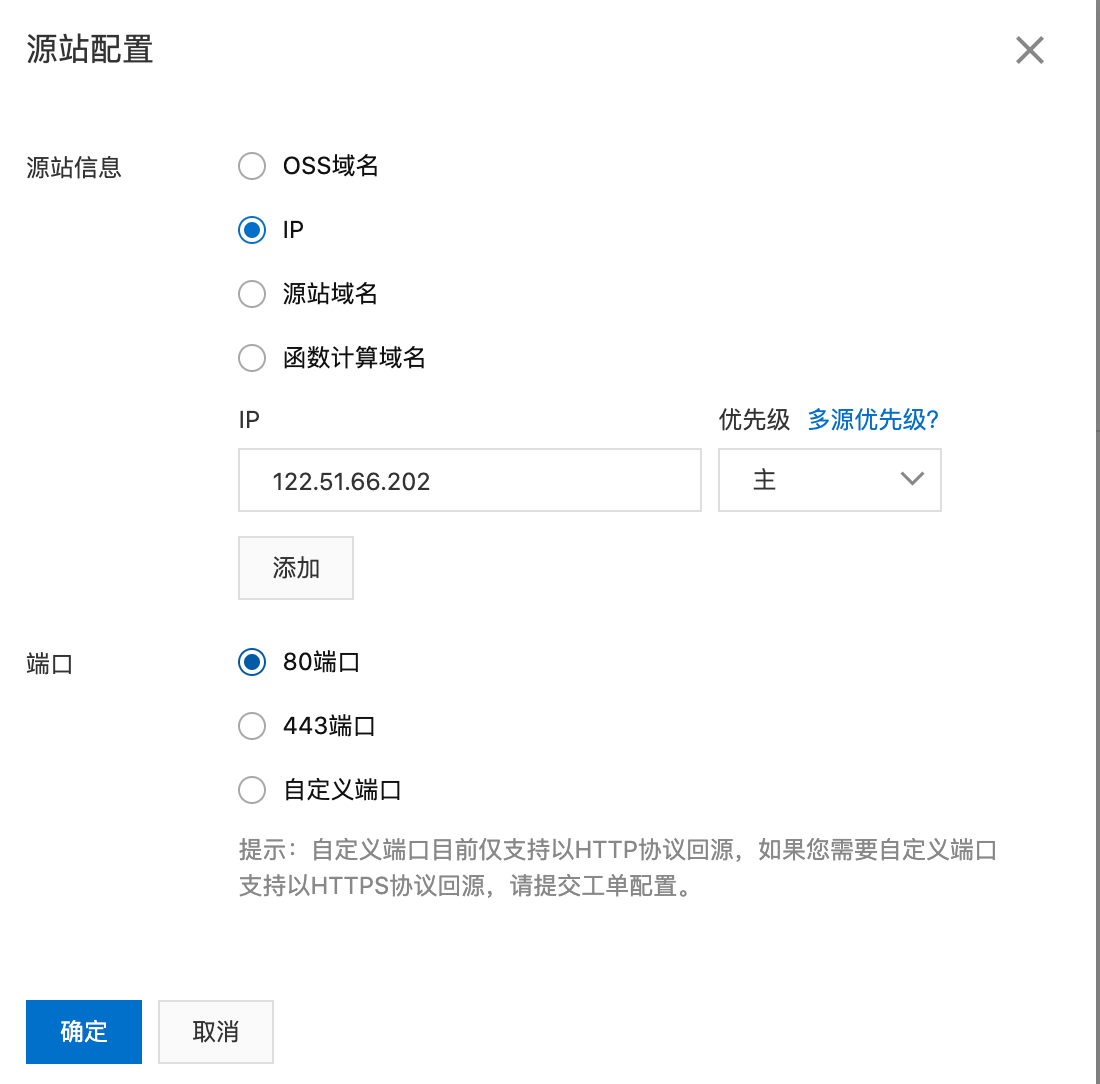 源站配置
源站信息
OSS域名
IP
源站域名
函数计算域名
IP
优先级 多源优先级?
122.51.66.202
主
添加
端口
80端口
443端口
自定义端口
提示：自定义端口目前仅支持以HTTP协议回源，如果您需要自定义端口
支持以HTTPS协议回源，请提交工单配置。
确定
取消